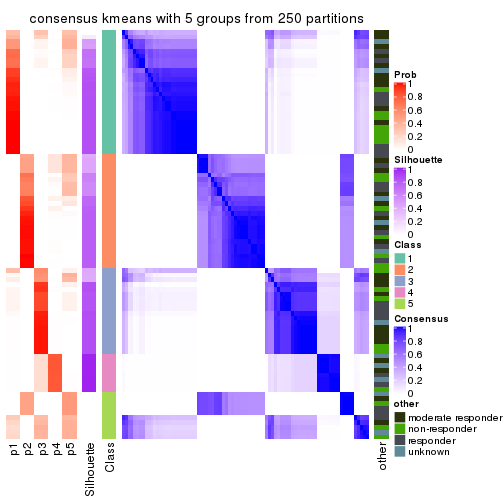 consensus kmeans with 5 groups from 250 partitions
Prob
1
0.8
0.6
0.4
0.2
0
Silhouette
1
0.8
0.6
0.4
0.2
0
Class
1
2
3
4
5
Consensus
1
0.8
0.6
0.4
0.2
0
other
moderate responder
non-responder
responder
unknown
p1
p2
p3
p4
p5
Silhouette
Class
other